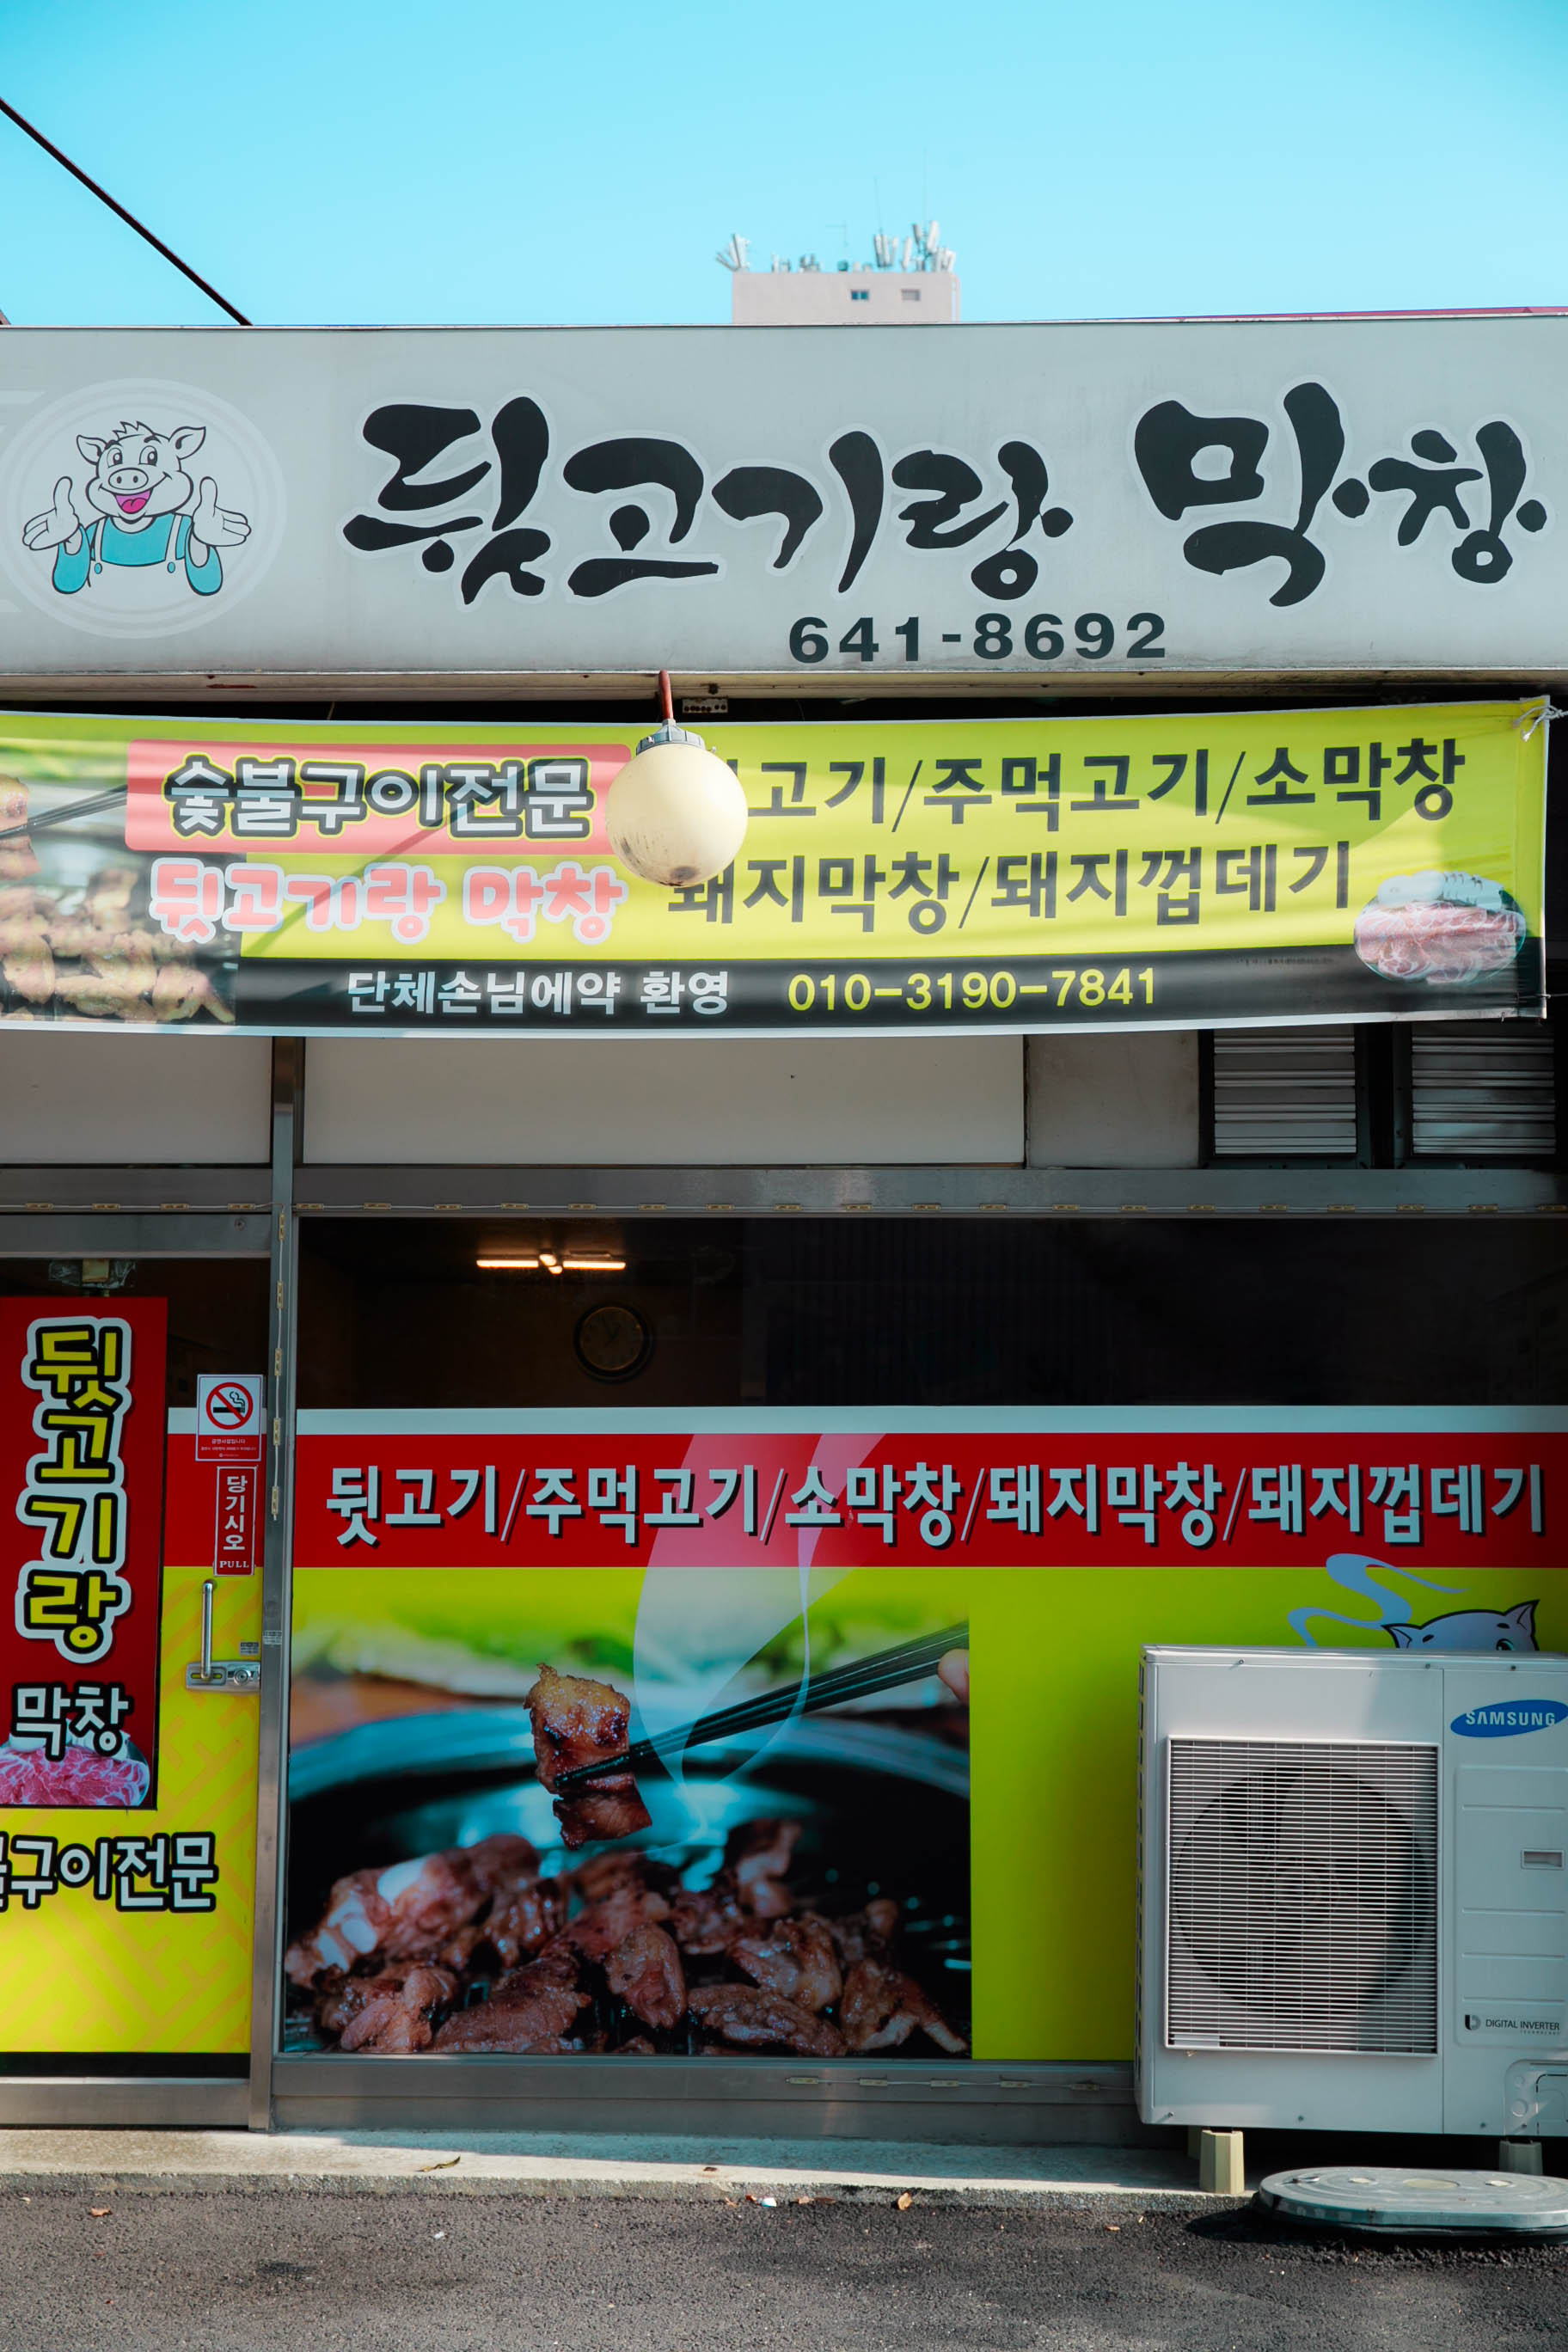 뒷고기랑 막창
641-8692
숯불구이전문
고기/주먹고기/소막창
뒷고기랑 막창
돼지막창/돼지껍데기
단체손님예약 환영 010-3190-7841
뒷고기랑
막창
구이전문
당기시오
PULL
뒷고기/주먹고기/소막창/돼지막창/돼지껍데기
SAMSUNG
DIGITAL INVERTER